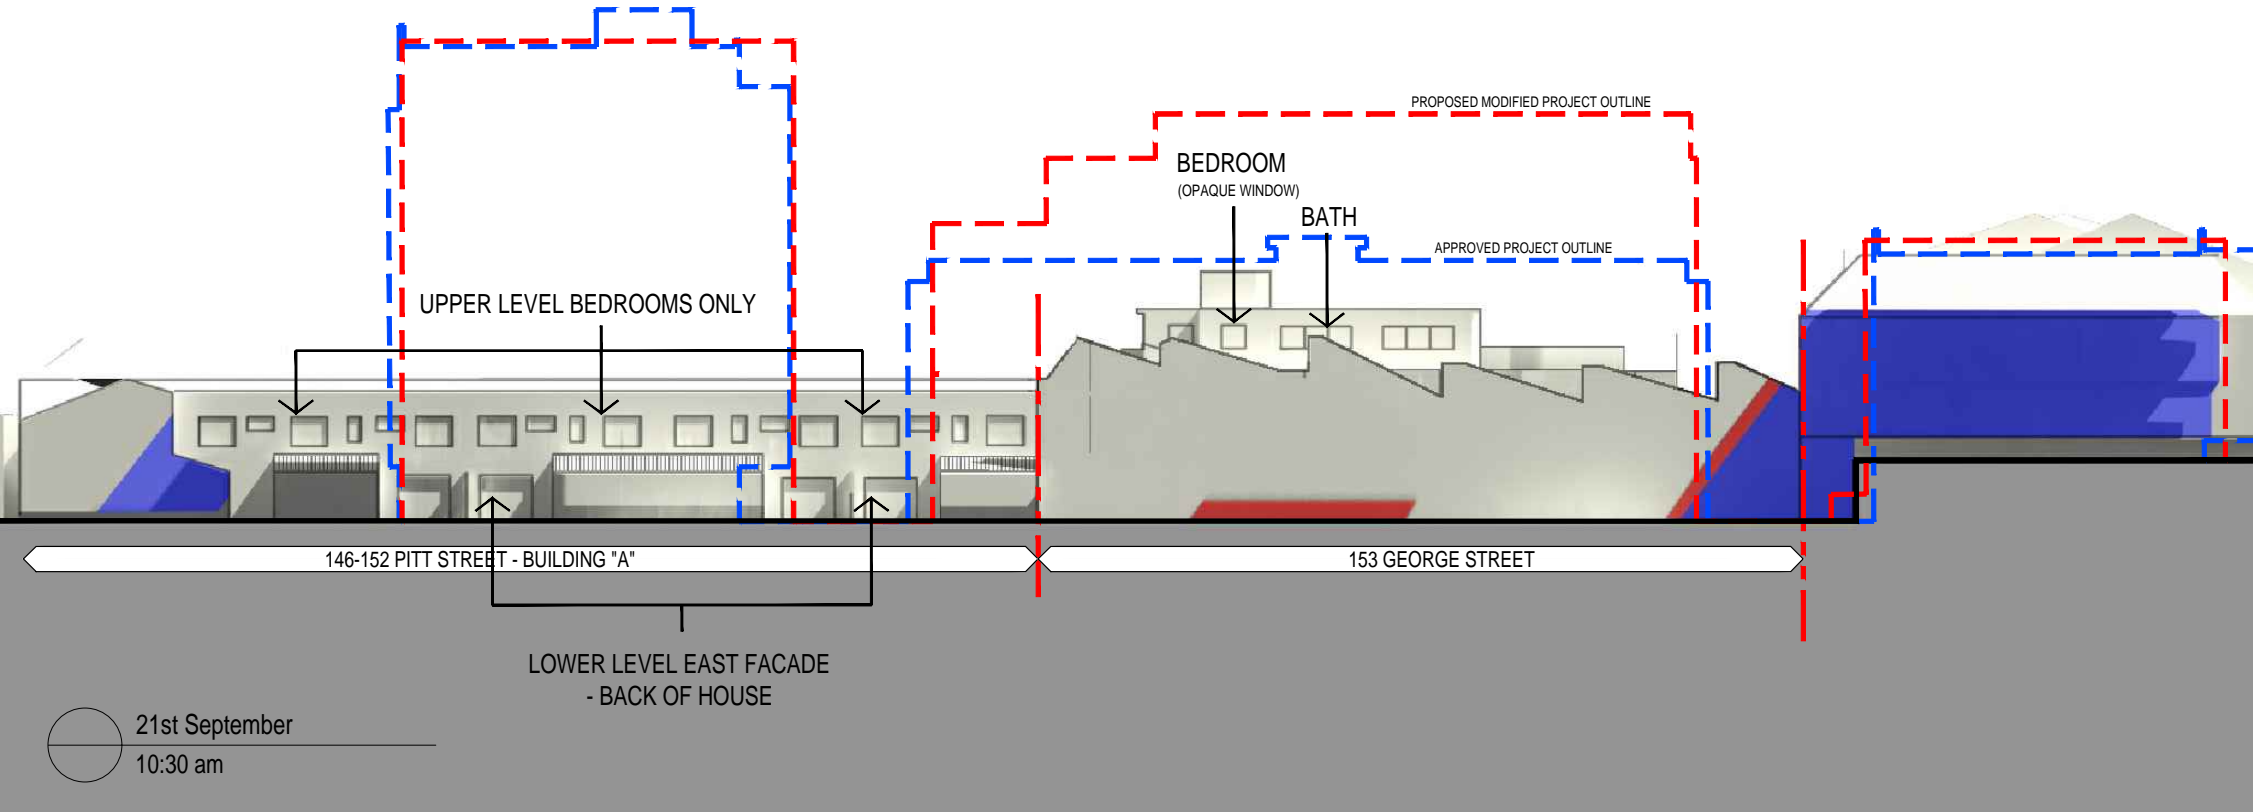 PROPOSED MODIFIED PROJECT OUTLINE
BEDROOM
(OPAQUE WINDOW)
BATH
APPROVED PROJECT OUTLINE
UPPER LEVEL BEDROOMS ONLY
146-152 PITT STREET - BUILDING "A"
153 GEORGE STREET
LOWER LEVEL EAST FACADE
- BACK OF HOUSE
21st September
10:30 am